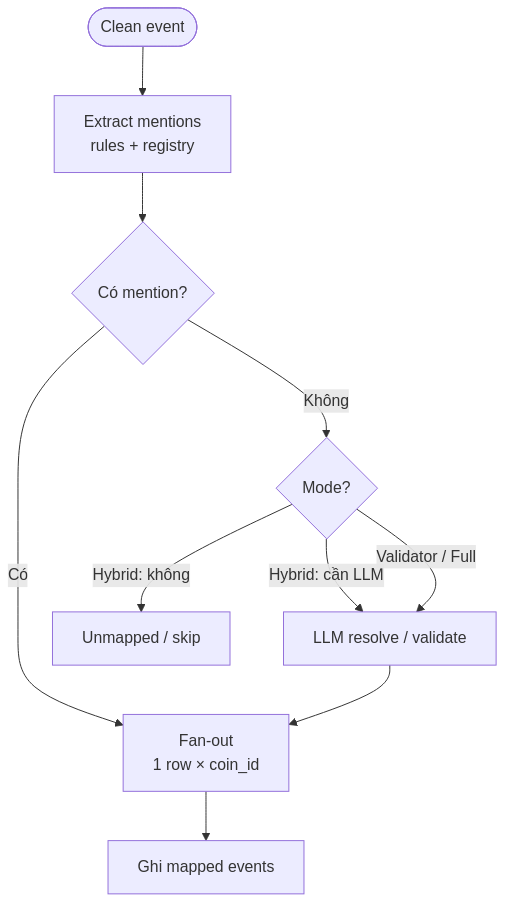 Clean event
Extract mentions
rules + registry
Có mention?
Không
Mode?
Validator / Full
Có
Hybrid: không
Hybrid: cần LLM
Unmapped / skip
LLM resolve / validate
Fan-out
1 row × coin_id
Ghi mapped events